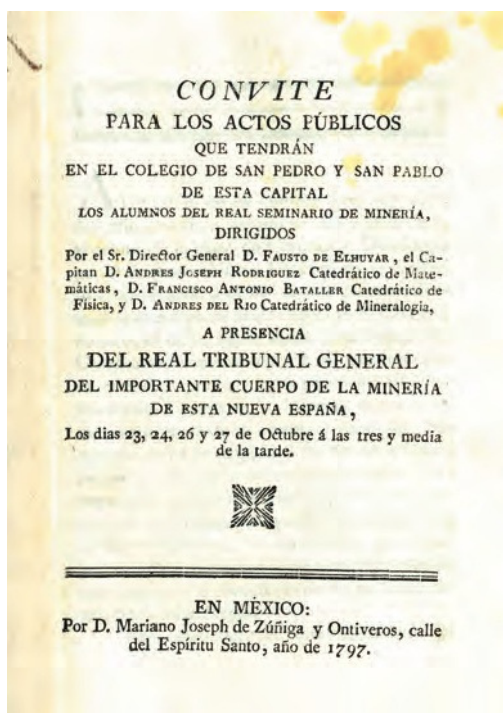 CONVITE
PARA LOS ACTOS PÚBLICOS
QUE TENDRÁN
EN EL COLEGIO DE SAN PEDRO Y SAN PABLO
DE ESTA CAPITAL
LOS ALUMNOS DEL REAL SEMINARIO DE MINERÍA,
DIRIGIDOS
Por el Sr. Director General D. FAUSTO DE ELHUYAR, el Ca-
pitan D. ANDRES JOSEPH RODRIGUEZ Catedrático de Mate-
máticas, D. FRANCISCO ANTONIO BATALLER Catedrático de
Física, y D. ANDRES DEL RIO Catedrático de Mineralogia,
A PRESENCIA
DEL REAL TRIBUNAL GENERAL
DEL IMPORTANTE CUERPO DE LA MINERÍA
DE ESTA NUEVA ESPAÑA,
Los dias 23, 24, 26 y 27 de Octubre á las tres y media
de la tarde.
EN MÉXICO:
Por D. Mariano Joseph de Zúñiga y Ontiveros, calle
del Espíritu Santo, año de 1797.